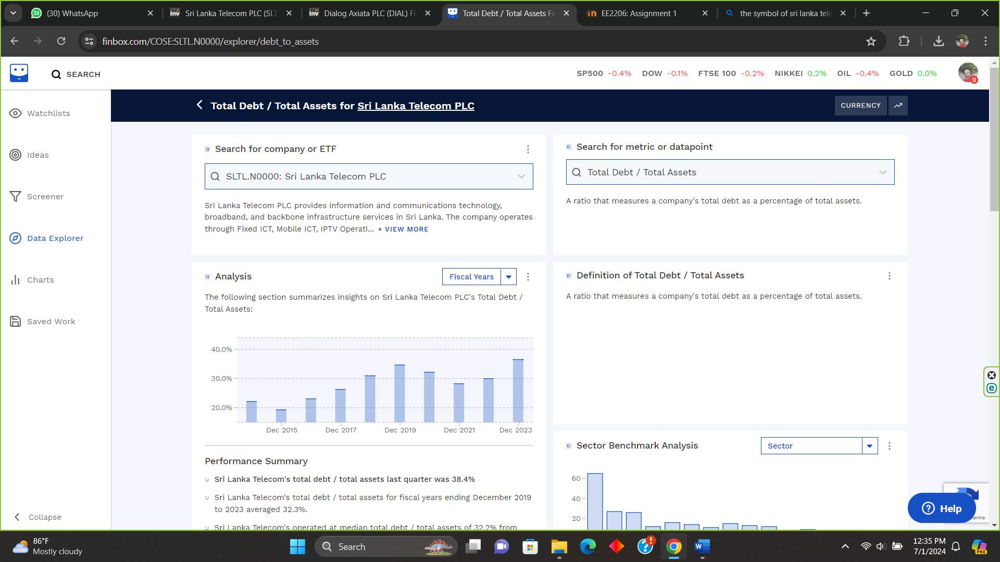 30
(30) WhatsApp
Inv
Sri Lanka Telecom PLC (SLT
Inv
Dialog Axiata PLC (DIAL) Fi
Total Debt / Total Assets Fo
EE2206: Assignment 1
the symbol of sri lanka tele
finbox.com/COSE:SLTL.N0000/explorer/debt_to_assets
SEARCH
SP500 -0.4%
DOW -0.1%
FTSE 100 -0.2%
NIKKEI 0.2%
OIL -0.4%
GOLD 0.0%
9
Watchlists
Ideas
Screener
Data Explorer
Charts
Saved Work
Collapse
Total Debt / Total Assets for Sri Lanka Telecom PLC
CURRENCY
Search for company or ETF
SLTL.N0000: Sri Lanka Telecom PLC
Sri Lanka Telecom PLC provides information and communications technology,
broadband, and backbone infrastructure services in Sri Lanka. The company operates
through Fixed ICT, Mobile ICT, IPTV Operati... + VIEW MORE
Search for metric or datapoint
Total Debt / Total Assets
A ratio that measures a company's total debt as a percentage of total assets.
Analysis
Fiscal Years
The following section summarizes insights on Sri Lanka Telecom PLC's Total Debt /
Total Assets:
40.0%
30.0%
20.0%
Dec 2015
Dec 2017
Dec 2019
Dec 2021
Dec 2023
Performance Summary
Sri Lanka Telecom's total debt / total assets last quarter was 38.4%
Sri Lanka Telecom's total debt / total assets for fiscal years ending December 2019
to 2023 averaged 32.3%.
Sri Lanka Telecom's operated at median total debt / total assets of 32.2% from
Definition of Total Debt / Total Assets
A ratio that measures a company's total debt as a percentage of total assets.
Sector Benchmark Analysis
Sector
60
40
20
Help
erms
86°F
Mostly cloudy
Search
12:35 PM
7/1/2024
PRE